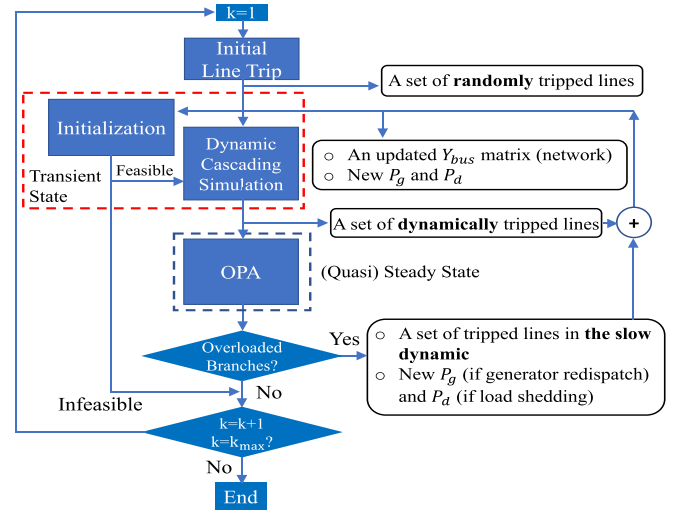 k=1
Initial
Line Trip
A set of randomly tripped lines
Initialization
Dynamic
Cascading
Simulation
Feasible
Transient
State
o An updated Y_bus matrix (network)
o New P_g and P_d
A set of dynamically tripped lines
+
OPA
(Quasi) Steady State
Overloaded
Branches?
Yes
o A set of tripped lines in the slow
dynamic
o New P_g (if generator redispatch)
and P_d (if load shedding)
No
Infeasible
k=k+1
k=k_max?
No
End